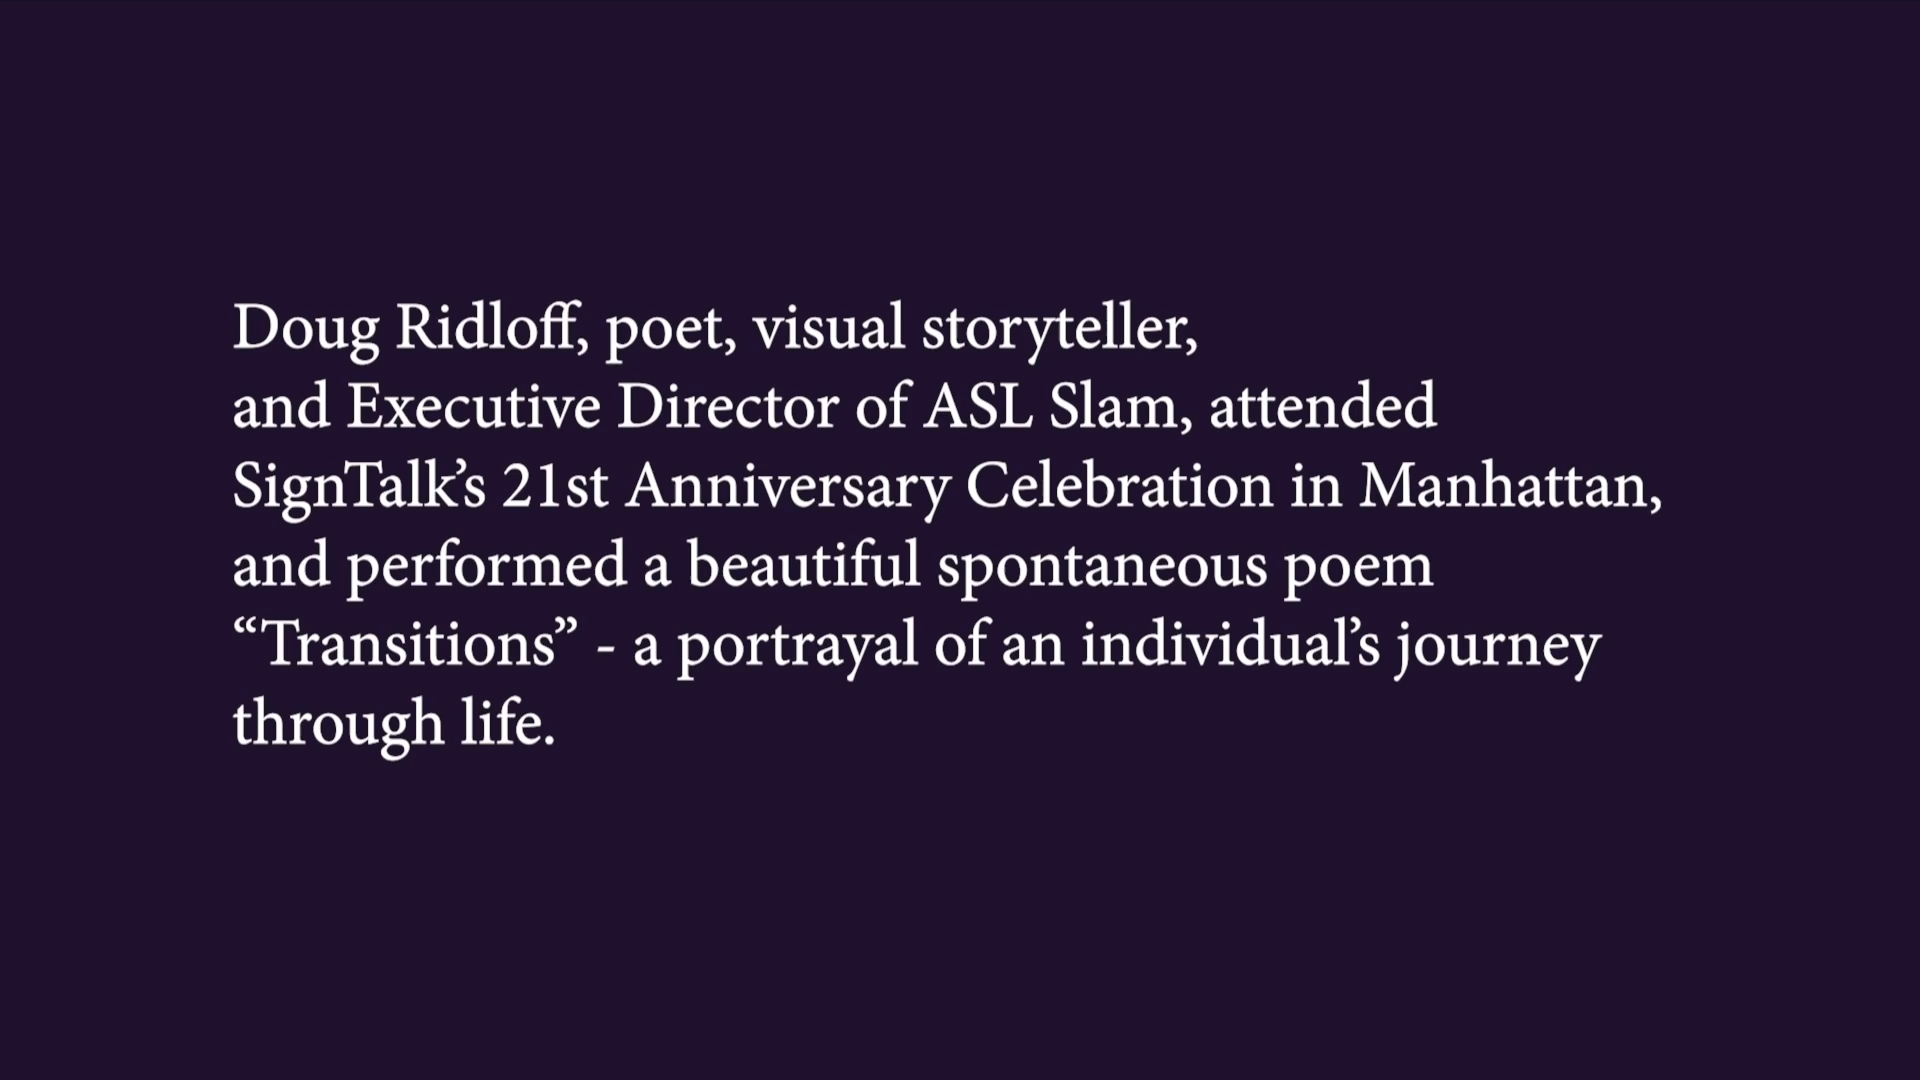 Doug Ridloff, poet, visual storyteller,
and Executive Director of ASL Slam, attended
SignTalk’s 21st Anniversary Celebration in Manhattan,
and performed a beautiful spontaneous poem
“Transitions” - a portrayal of an individual’s journey
through life.